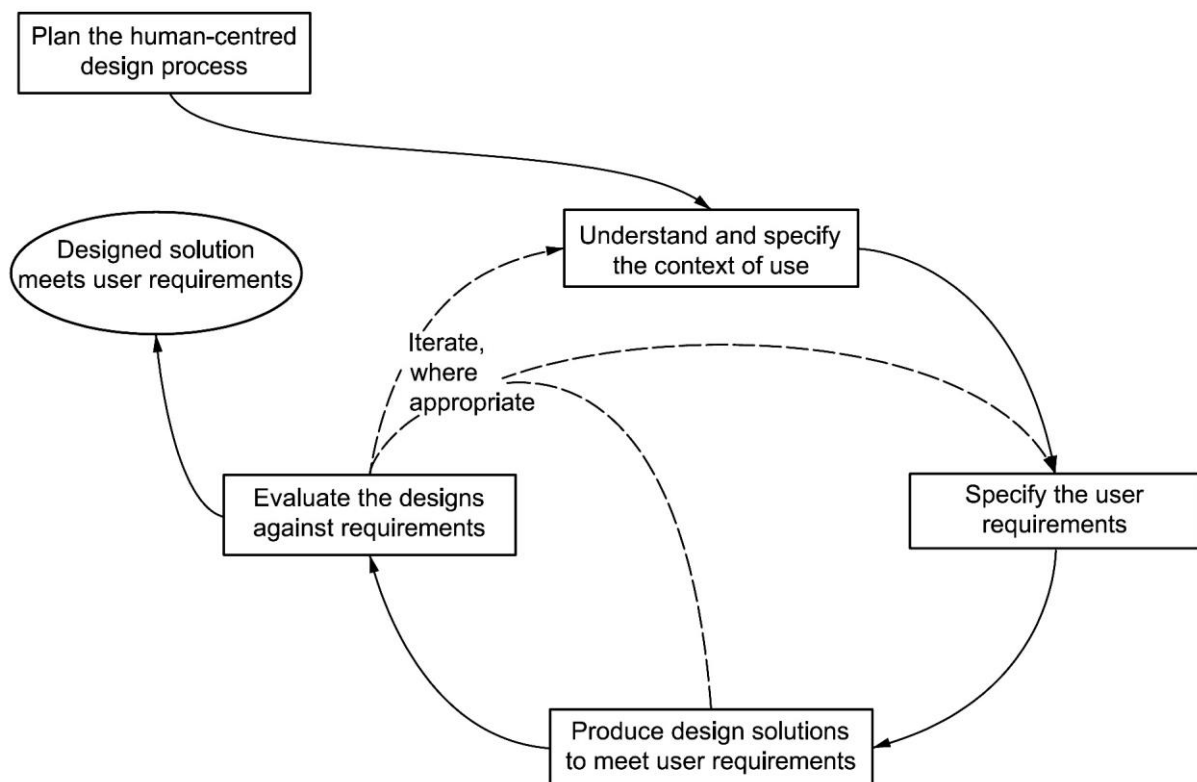 Plan the human-centred
design process
Understand and specify
the context of use
Designed solution
meets user requirements
Iterate,
where
appropriate
Evaluate the designs
against requirements
Specify the user
requirements
Produce design solutions
to meet user requirements